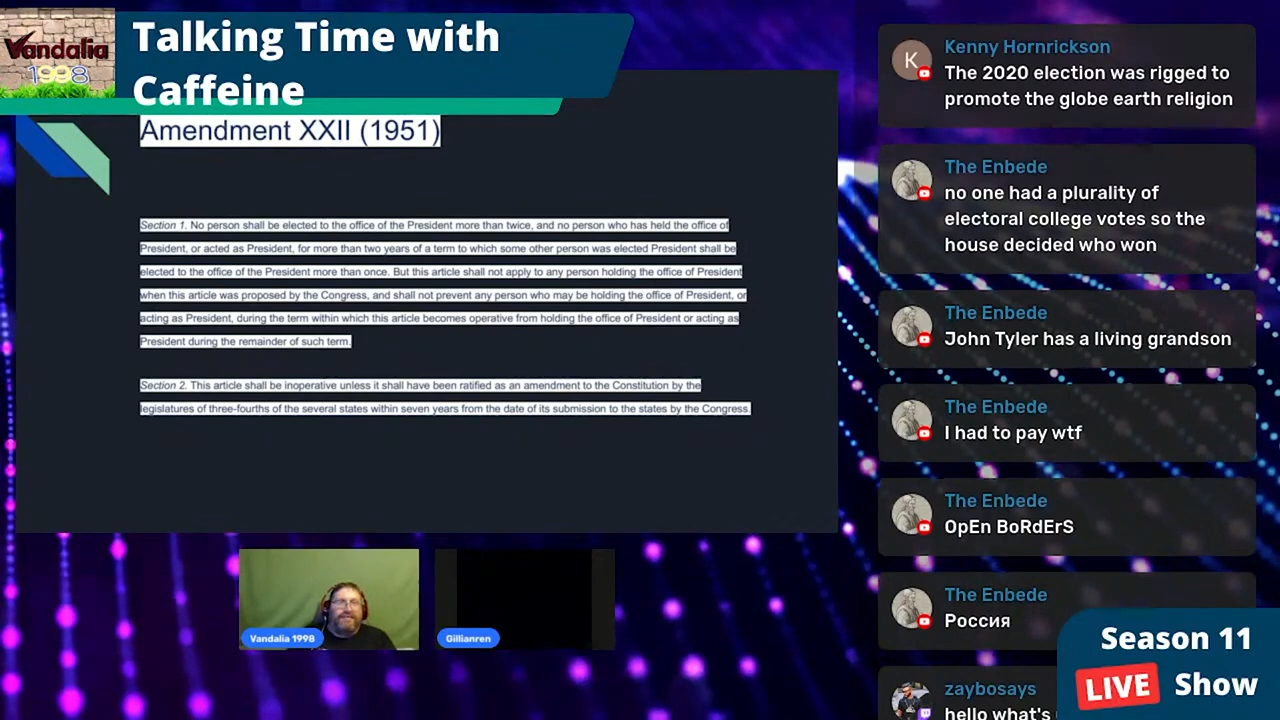 Vandalia
1998
Talking Time with
Caffeine
Amendment XXII (1951)
Section 1. No person shall be elected to the office of the President more than twice, and no person who has held the office of
President, or acted as President, for more than two years of a term to which some other person was elected President shall be
elected to the office of the President more than once. But this article shall not apply to any person holding the office of President
when this article was proposed by the Congress, and shall not prevent any person who may be holding the office of President, or
acting as President, during the term within which this article becomes operative from holding the office of President or acting as
President during the remainder of such term.
Section 2. This article shall be inoperative unless it shall have been ratified as an amendment to the Constitution by the
legislatures of three-fourths of the several states within seven years from the date of its submission to the states by the Congress.
Vandalia 1998
Gillianren
K
Kenny Hornrickson
The 2020 election was rigged to
promote the globe earth religion
The Enbede
no one had a plurality of
electoral college votes so the
house decided who won
The Enbede
John Tyler has a living grandson
The Enbede
I had to pay wtf
The Enbede
OpEn BoRdErS
The Enbede
Россия
zaybosays
hello what's
Season 11
LIVE Show